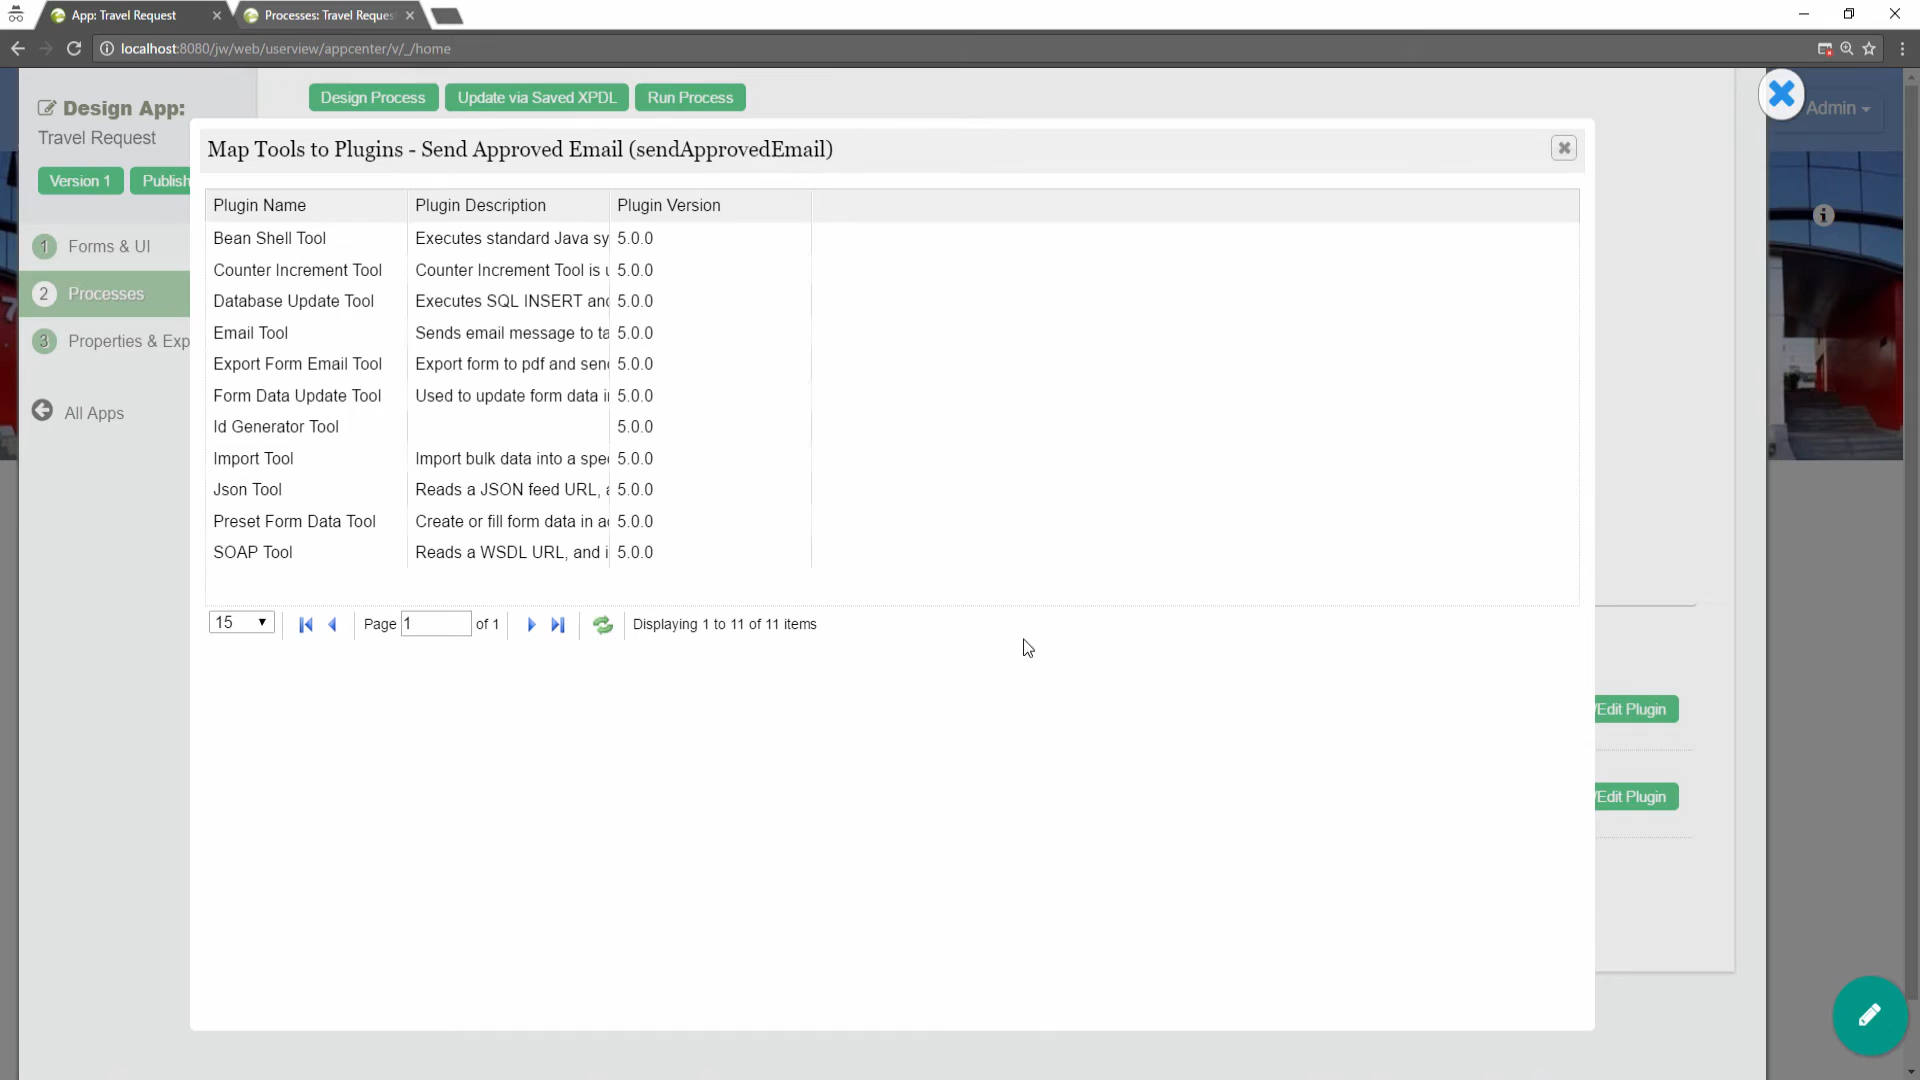 App: Travel Request
Processes: Travel Reques
localhost:8080/jw/web/userview/appcenter/v/_/home
Design App:
Travel Request
Version 1
Publish
Design Process
Update via Saved XPDL
Run Process
Admin
Map Tools to Plugins - Send Approved Email (sendApprovedEmail)
1 Forms & UI
2 Processes
3 Properties & Exp
All Apps
Plugin Name Plugin Description Plugin Version
Bean Shell Tool Executes standard Java sy 5.0.0
Counter Increment Tool Counter Increment Tool is u 5.0.0
Database Update Tool Executes SQL INSERT and 5.0.0
Email Tool Sends email message to ta 5.0.0
Export Form Email Tool Export form to pdf and send 5.0.0
Form Data Update Tool Used to update form data i 5.0.0
Id Generator Tool 5.0.0
Import Tool Import bulk data into a spe 5.0.0
Json Tool Reads a JSON feed URL, a 5.0.0
Preset Form Data Tool Create or fill form data in a 5.0.0
SOAP Tool Reads a WSDL URL, and i 5.0.0
15 Page 1 of 1 Displaying 1 to 11 of 11 items
/Edit Plugin
/Edit Plugin